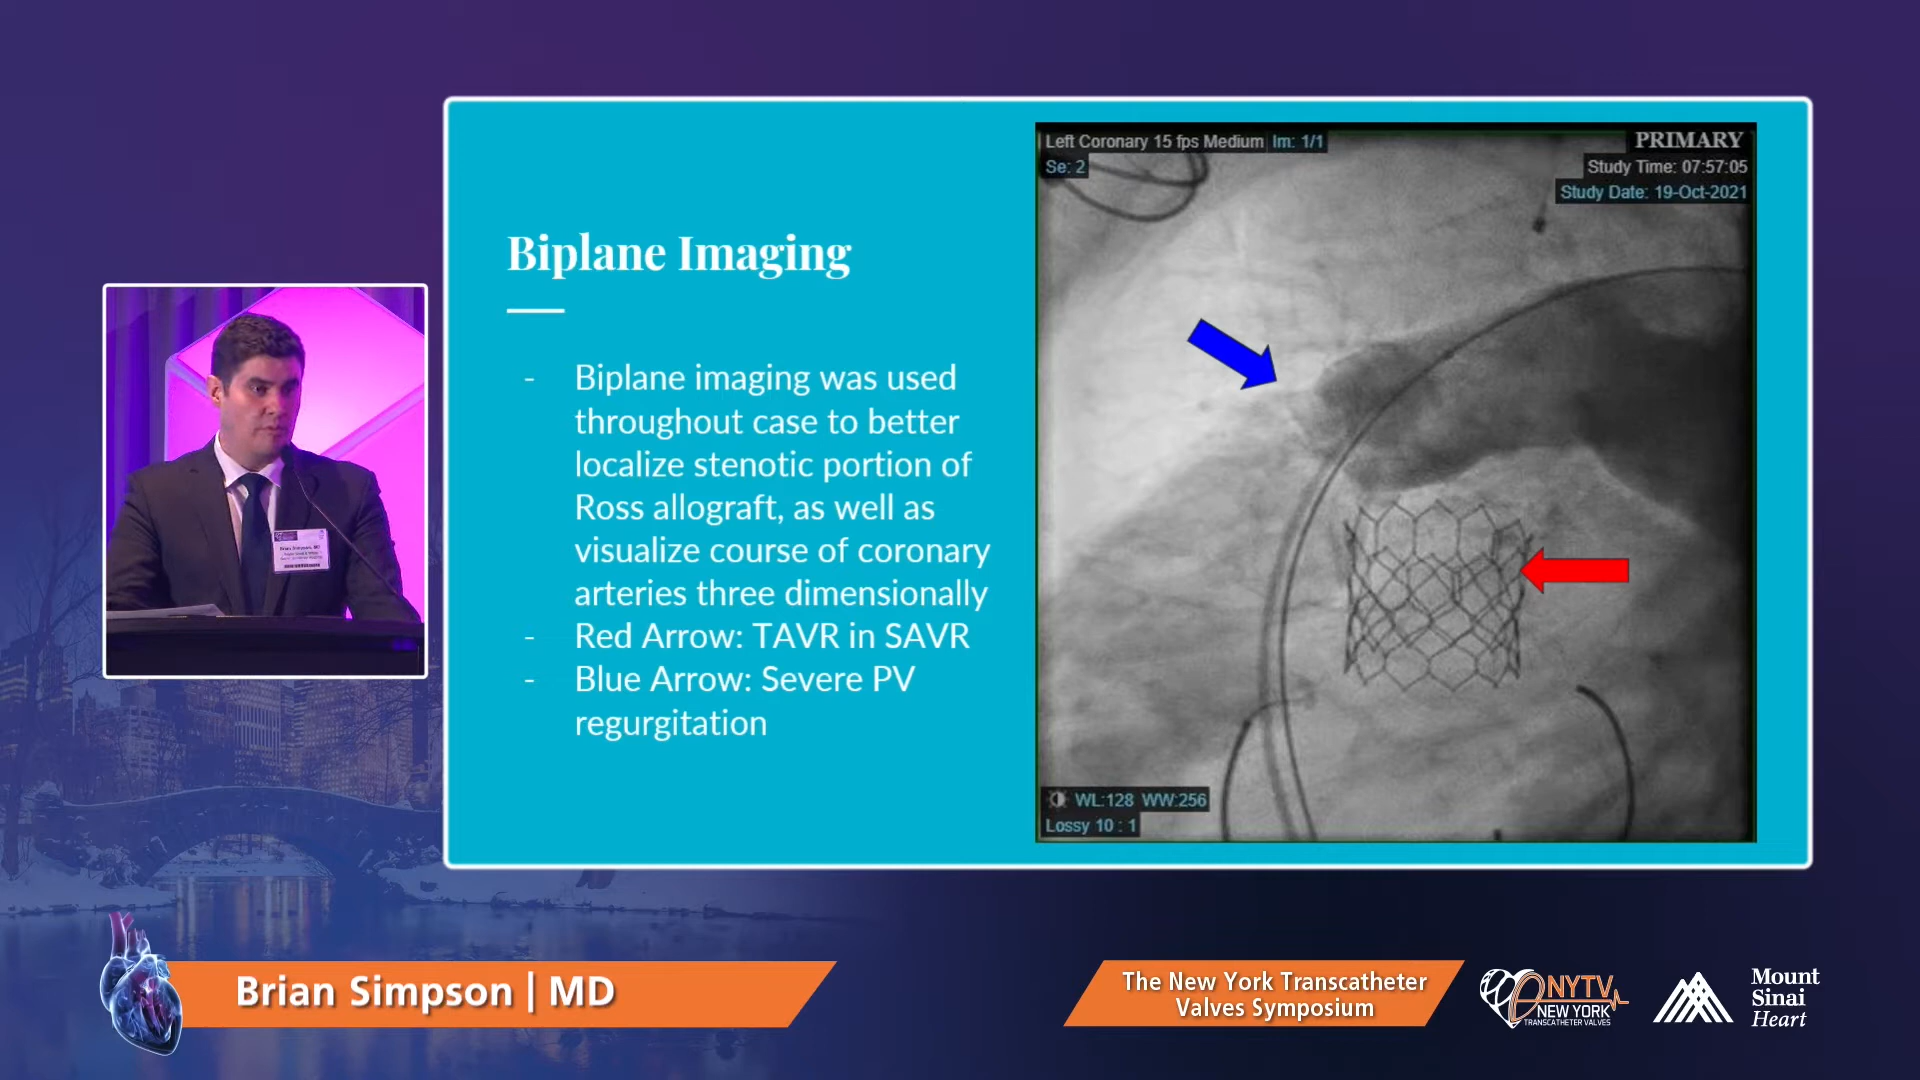 Left Coronary 15 fps Medium Im: 1/1
Se: 2
PRIMARY
Study Time: 07:57:05
Study Date: 19-Oct-2021
Biplane Imaging
- Biplane imaging was used
throughout case to better
localize stenotic portion of
Ross allograft, as well as
visualize course of coronary
arteries three dimensionally
- Red Arrow: TAVR in SAVR
- Blue Arrow: Severe PV
regurgitation
WL:128 WW:256
Lossy 10 : 1
Brian Simpson, MD
Brian Simpson | MD
The New York Transcatheter
Valves Symposium
NYTV
NEW YORK
TRANSCATHETER VALVES
Mount
Sinai
Heart